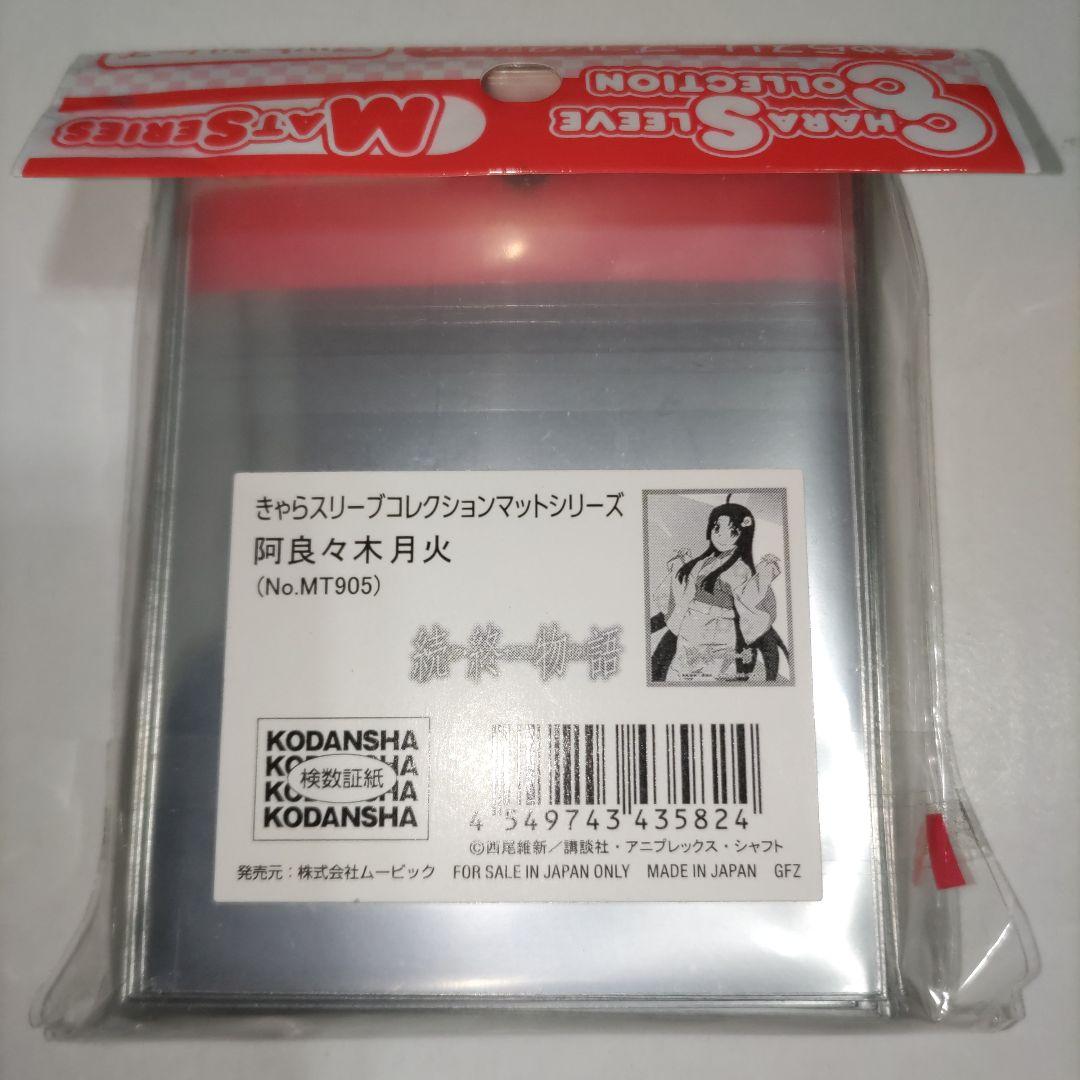 CHARA SLEEVE COLLECTION
MAT SERIES
きゃらスリーブコレクションマットシリーズ
阿良々木月火
(No.MT905)
続・終物語
KODANSHA
KODANSHA
検数証紙
KODANSHA
KODANSHA
4 549743 435824
©西尾維新／講談社・アニプレックス・シャフト
発売元：株式会社ムービック FOR SALE IN JAPAN ONLY MADE IN JAPAN GFZ